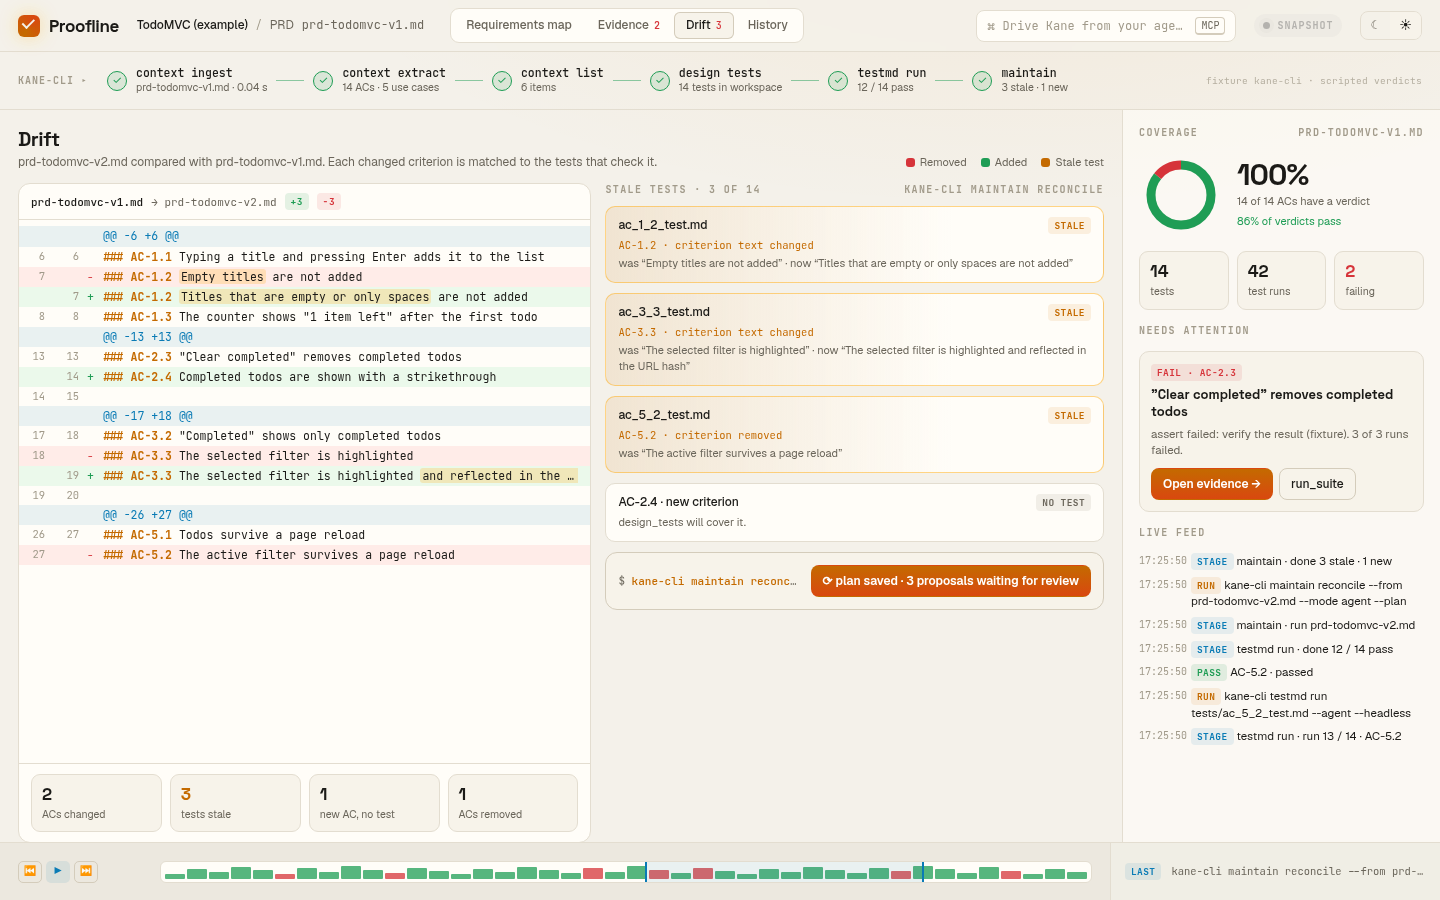 Proofline
TodoMVC (example) / PRD prd-todomvc-v1.md
Requirements map
Evidence 2
Drift 3
History
⌘ Drive Kane from your age… MCP
SNAPSHOT
KANE-CLI ▸
context ingest
prd-todomvc-v1.md · 0.04 s
context extract
14 ACs · 5 use cases
context list
6 items
design tests
14 tests in workspace
testmd run
12 / 14 pass
maintain
3 stale · 1 new
fixture kane-cli · scripted verdicts
Drift
prd-todomvc-v2.md compared with prd-todomvc-v1.md. Each changed criterion is matched to the tests that check it.
Removed
Added
Stale test
prd-todomvc-v1.md → prd-todomvc-v2.md +3 -3
@@ -6 +6 @@
6 6 ### AC-1.1 Typing a title and pressing Enter adds it to the list
7 - ### AC-1.2 Empty titles are not added
7 + ### AC-1.2 Titles that are empty or only spaces are not added
8 8 ### AC-1.3 The counter shows "1 item left" after the first todo
@@ -13 +13 @@
13 13 ### AC-2.3 "Clear completed" removes completed todos
14 + ### AC-2.4 Completed todos are shown with a strikethrough
14 15
@@ -17 +18 @@
17 18 ### AC-3.2 "Completed" shows only completed todos
18 - ### AC-3.3 The selected filter is highlighted
19 + ### AC-3.3 The selected filter is highlighted and reflected in the …
19 20
@@ -26 +27 @@
26 27 ### AC-5.1 Todos survive a page reload
27 - ### AC-5.2 The active filter survives a page reload
2
ACs changed
3
tests stale
1
new AC, no test
1
ACs removed
STALE TESTS · 3 OF 14
KANE-CLI MAINTAIN RECONCILE
ac_1_2_test.md STALE
AC-1.2 · criterion text changed
was “Empty titles are not added” · now “Titles that are empty or only spaces are not added”
ac_3_3_test.md STALE
AC-3.3 · criterion text changed
was “The selected filter is highlighted” · now “The selected filter is highlighted and reflected in
the URL hash”
ac_5_2_test.md STALE
AC-5.2 · criterion removed
was “The active filter survives a page reload”
AC-2.4 · new criterion NO TEST
design_tests will cover it.
$ kane-cli maintain reconc… ⟳ plan saved · 3 proposals waiting for review
COVERAGE
PRD-TODOMVC-V1.MD
100%
14 of 14 ACs have a verdict
86% of verdicts pass
14
tests
42
test runs
2
failing
NEEDS ATTENTION
FAIL · AC-2.3
"Clear completed" removes completed
todos
assert failed: verify the result (fixture). 3 of 3 runs
failed.
Open evidence →
run_suite
LIVE FEED
17:25:50 STAGE maintain · done 3 stale · 1 new
17:25:50 RUN kane-cli maintain reconcile --from
prd-todomvc-v2.md --mode agent --plan
17:25:50 STAGE maintain · run prd-todomvc-v2.md
17:25:50 STAGE testmd run · done 12 / 14 pass
17:25:50 PASS AC-5.2 · passed
17:25:50 RUN kane-cli testmd run
tests/ac_5_2_test.md --agent --headless
17:25:50 STAGE testmd run · run 13 / 14 · AC-5.2
LAST kane-cli maintain reconcile --from prd-…